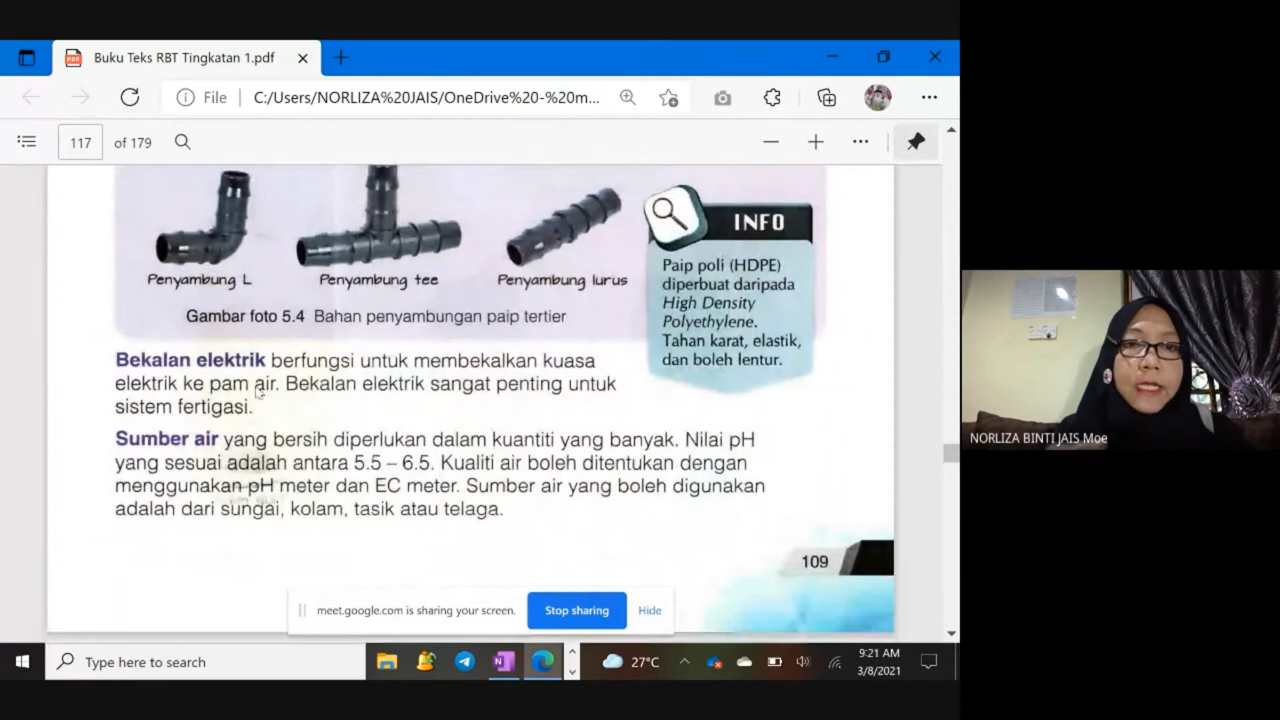 Buku Teks RBT Tingkatan 1.pdf
File
C:/Users/NORLIZA%20JAIS/OneDrive%20-%20m...
117 of 179
INFO
Paip poli (HDPE)
diperbuat daripada
High Density
Polyethylene.
Tahan karat, elastik,
dan boleh lentur.
Penyambung L
Penyambung tee
Penyambung lurus
Gambar foto 5.4 Bahan penyambungan paip tertier
Bekalan elektrik berfungsi untuk membekalkan kuasa
elektrik ke pam air. Bekalan elektrik sangat penting untuk
sistem fertigasi.
Sumber air yang bersih diperlukan dalam kuantiti yang banyak. Nilai pH
yang sesuai adalah antara 5.5 – 6.5. Kualiti air boleh ditentukan dengan
menggunakan pH meter dan EC meter. Sumber air yang boleh digunakan
adalah dari sungai, kolam, tasik atau telaga.
109
meet.google.com is sharing your screen.
Stop sharing
Hide
Type here to search
27°C
9:21 AM
3/8/2021
NORLIZA BINTI JAIS Moe